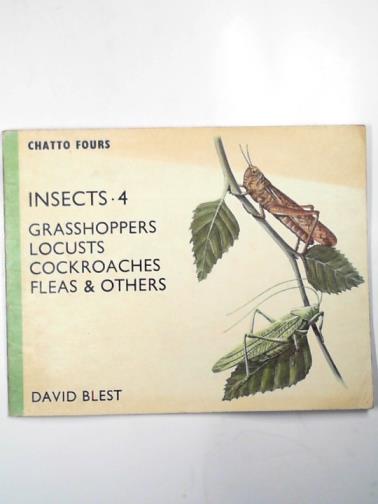 CHATTO FOURS
INSECTS · 4
GRASSHOPPERS
LOCUSTS
COCKROACHES
FLEAS & OTHERS
DAVID BLEST